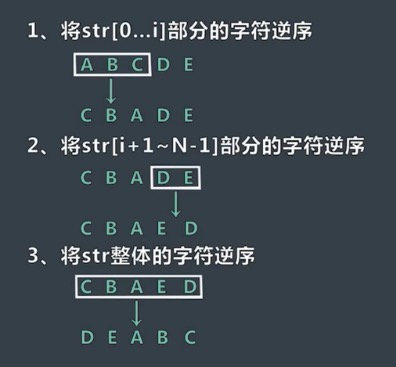 1、将str[0...i]部分的字符逆序
A B C D E
C B A D E
2、将str[i+1~N-1]部分的字符逆序
C B A D E
C B A E D
3、将str整体的字符逆序
C B A E D
D E A B C